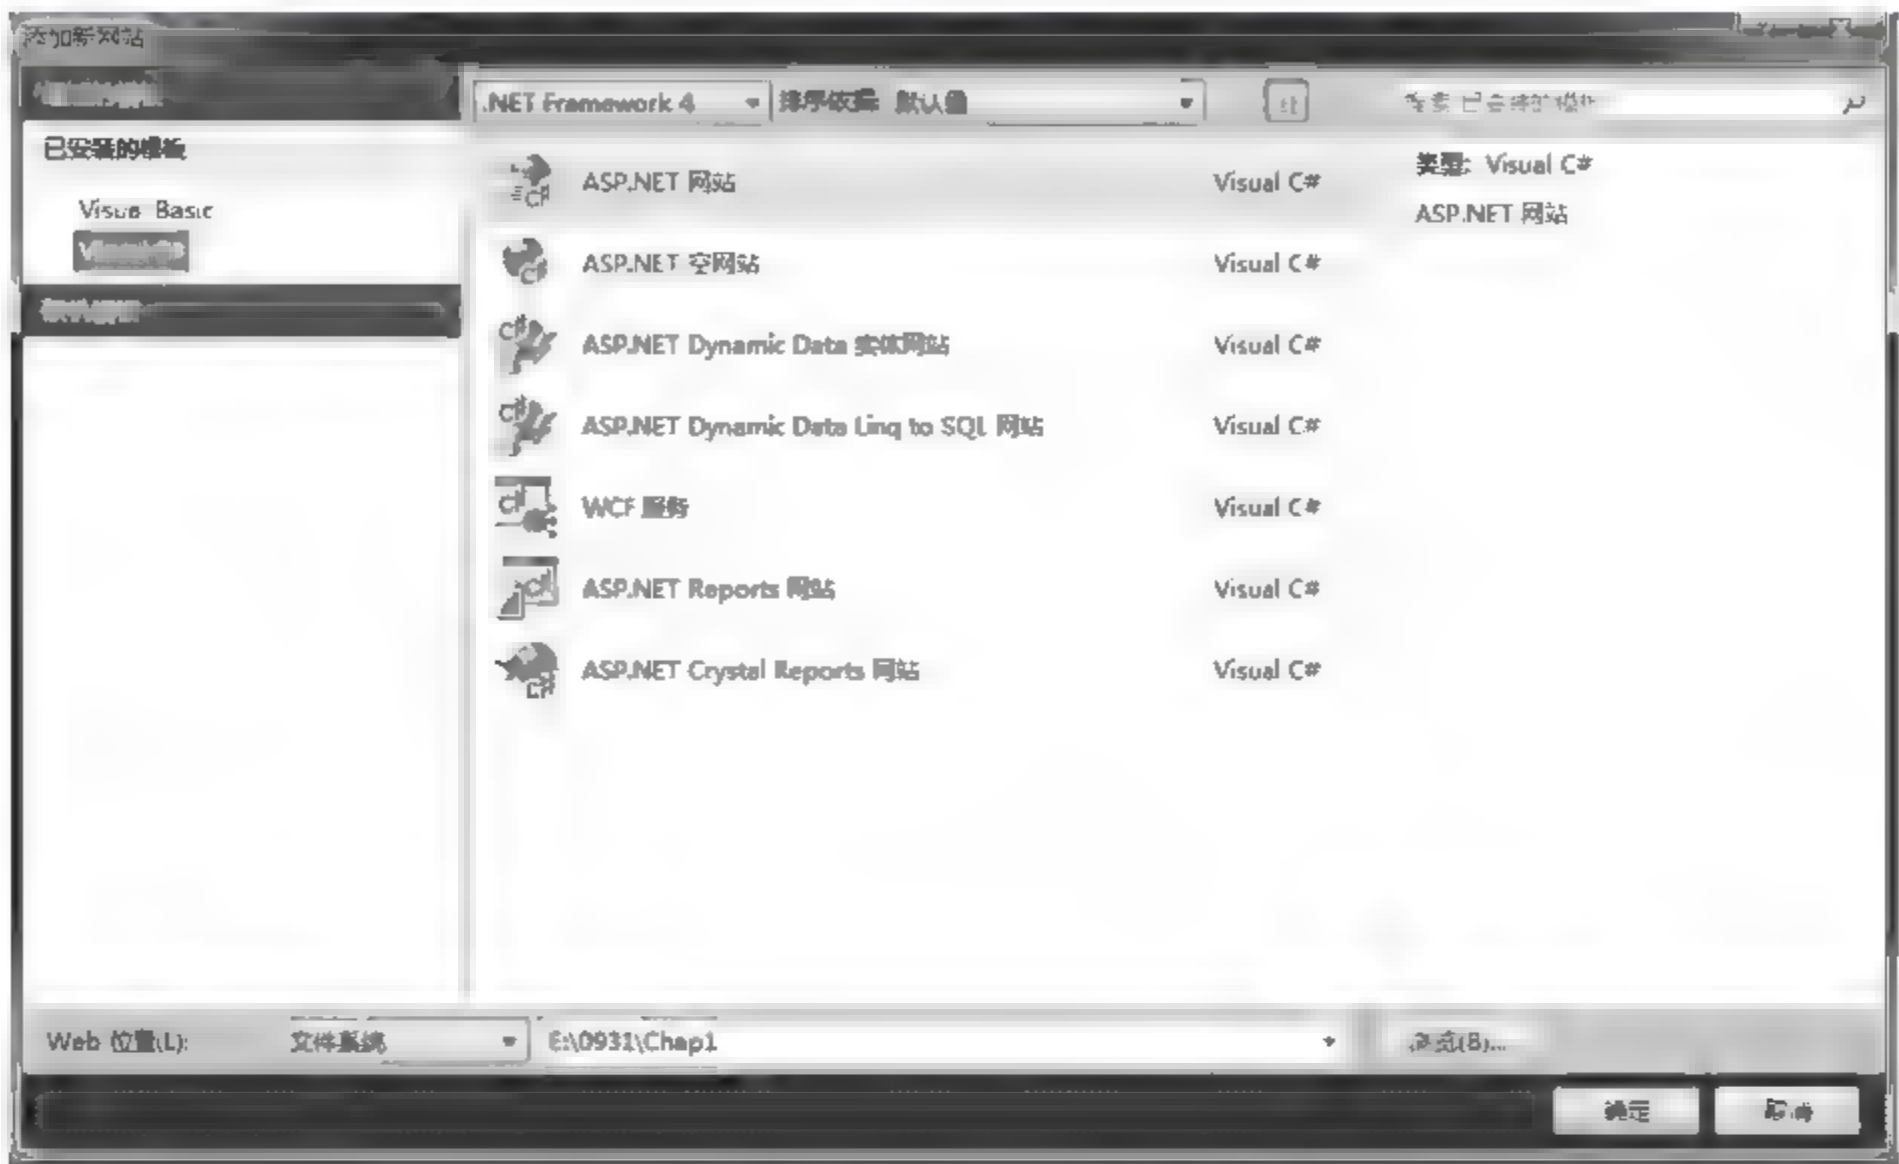 添加新网站
.NET Framework 4 排序依据: 默认值
已安装的模板
Visual Basic
ASP.NET 网站 Visual C#
ASP.NET 空网站 Visual C#
ASP.NET Dynamic Data 实体网站 Visual C#
ASP.NET Dynamic Data Linq to SQL 网站 Visual C#
WCF 服务 Visual C#
ASP.NET Reports 网站 Visual C#
ASP.NET Crystal Reports 网站 Visual C#
类型: Visual C#
ASP.NET 网站
Web 位置(L): 文件系统 E:\0931\Chap1 浏览(B)...
确定 取消